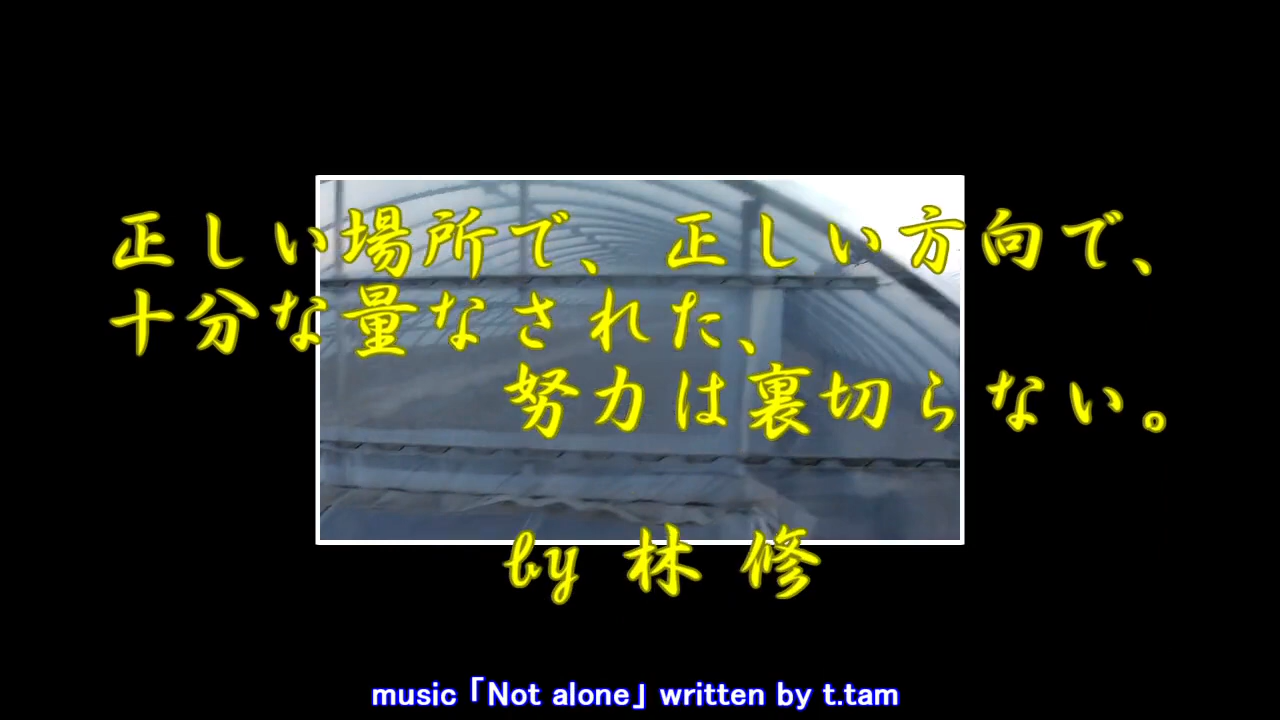 正しい場所で、正しい方向で、
十分な量なされた、
努力は裏切らない。
by 林 修
music「Not alone」written by t.tam